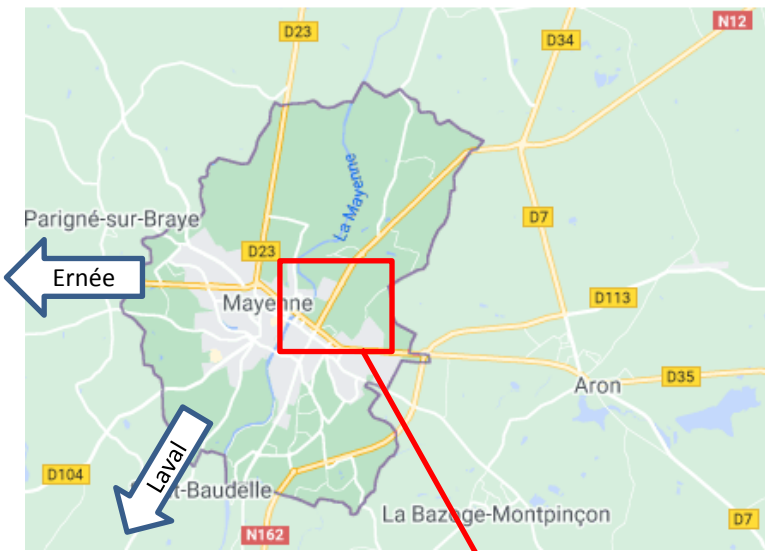 N12
D23
D34
La Mayenne
Parigné-sur-Braye
D7
D23
Ernée
Mayenne
D113
Aron
D35
Laval
D104
t-Baudelle
La Bazoge-Montpinçon
D7
N162